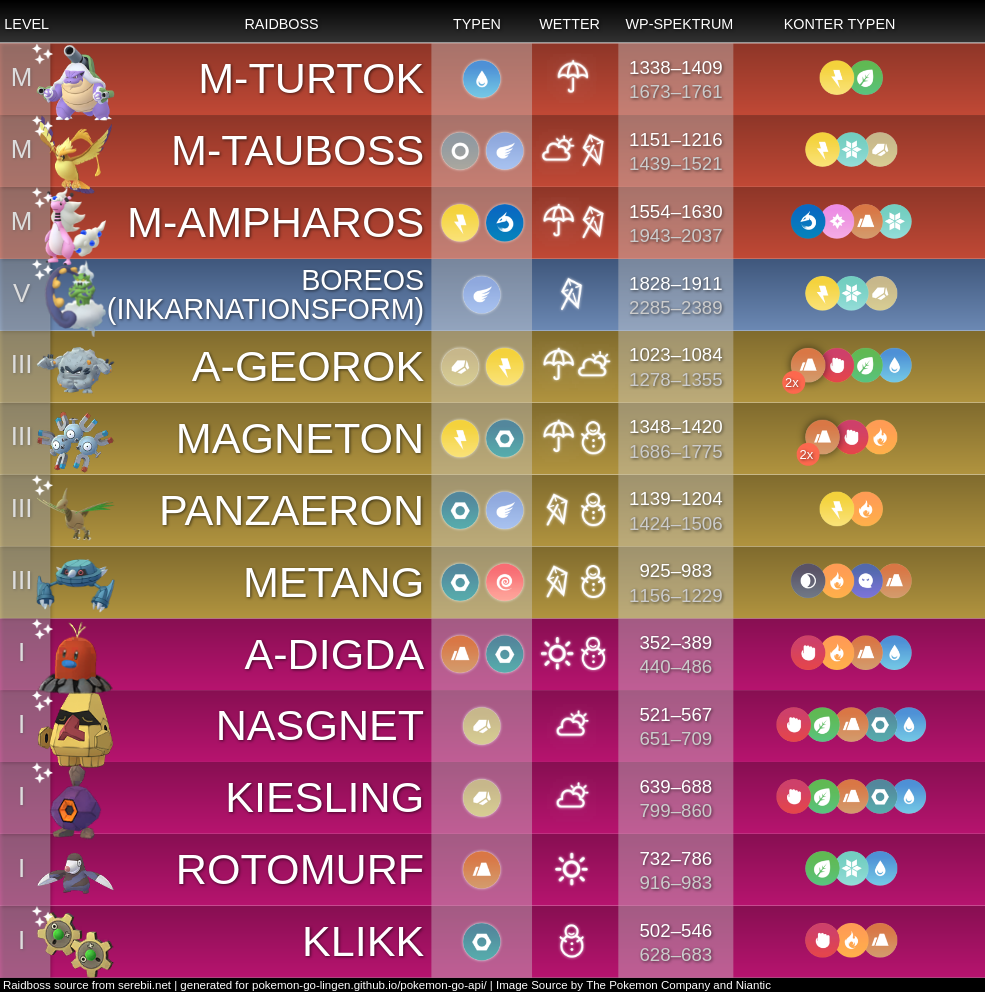 LEVEL RAIDBOSS TYPEN WETTER WP-SPEKTRUM KONTER TYPEN
M M-TURTOK 1338–1409
1673–1761
M M-TAUBOSS 1151–1216
1439–1521
M M-AMPHAROS 1554–1630
1943–2037
V BOREOS
(INKARNATIONSFORM) 1828–1911
2285–2389
III A-GEOROK 1023–1084
1278–1355
2x
III MAGNETON 1348–1420
1686–1775
2x
III PANZAERON 1139–1204
1424–1506
III METANG 925–983
1156–1229
I A-DIGDA 352–389
440–486
I NASGNET 521–567
651–709
I KIESLING 639–688
799–860
I ROTOMURF 732–786
916–983
I KLIKK 502–546
628–683
Raidboss source from serebii.net | generated for pokemon-go-lingen.github.io/pokemon-go-api/ | Image Source by The Pokemon Company and Niantic